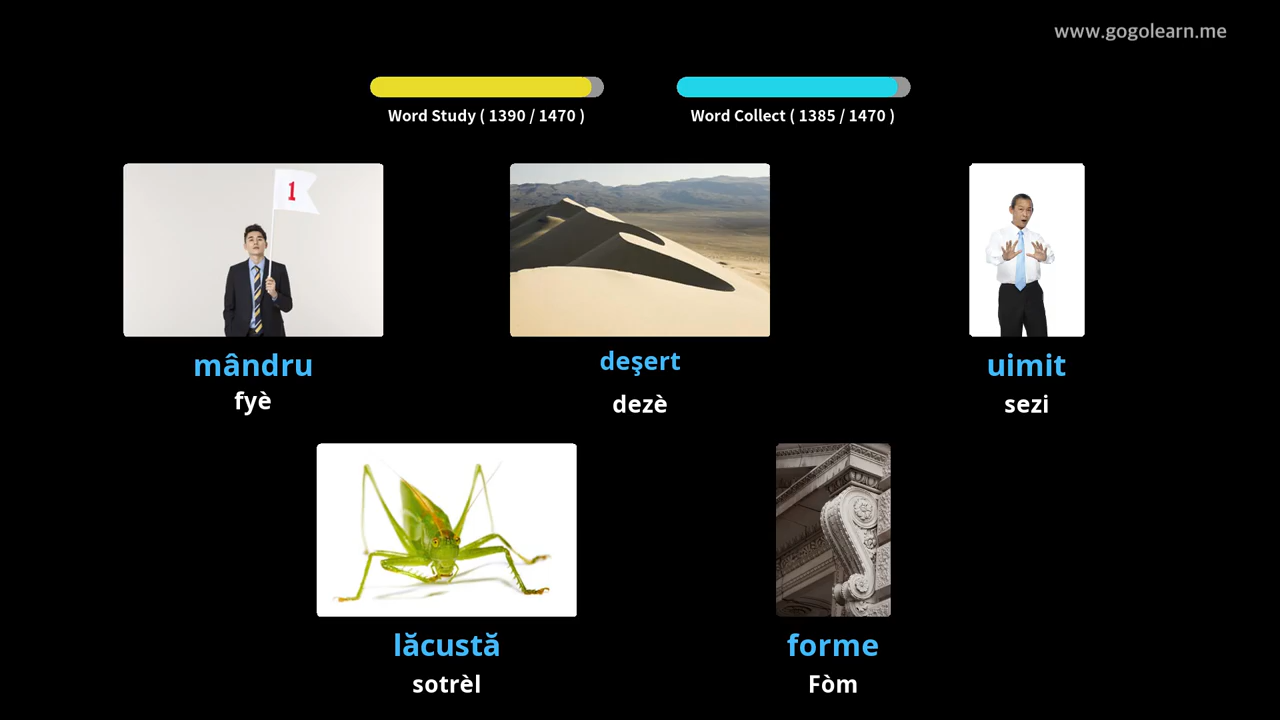 www.gogolearn.me
Word Study ( 1390 / 1470 )
Word Collect ( 1385 / 1470 )
1
mândru
fyè
deşert
dezè
uimit
sezi
lăcustă
sotrèl
forme
Fòm